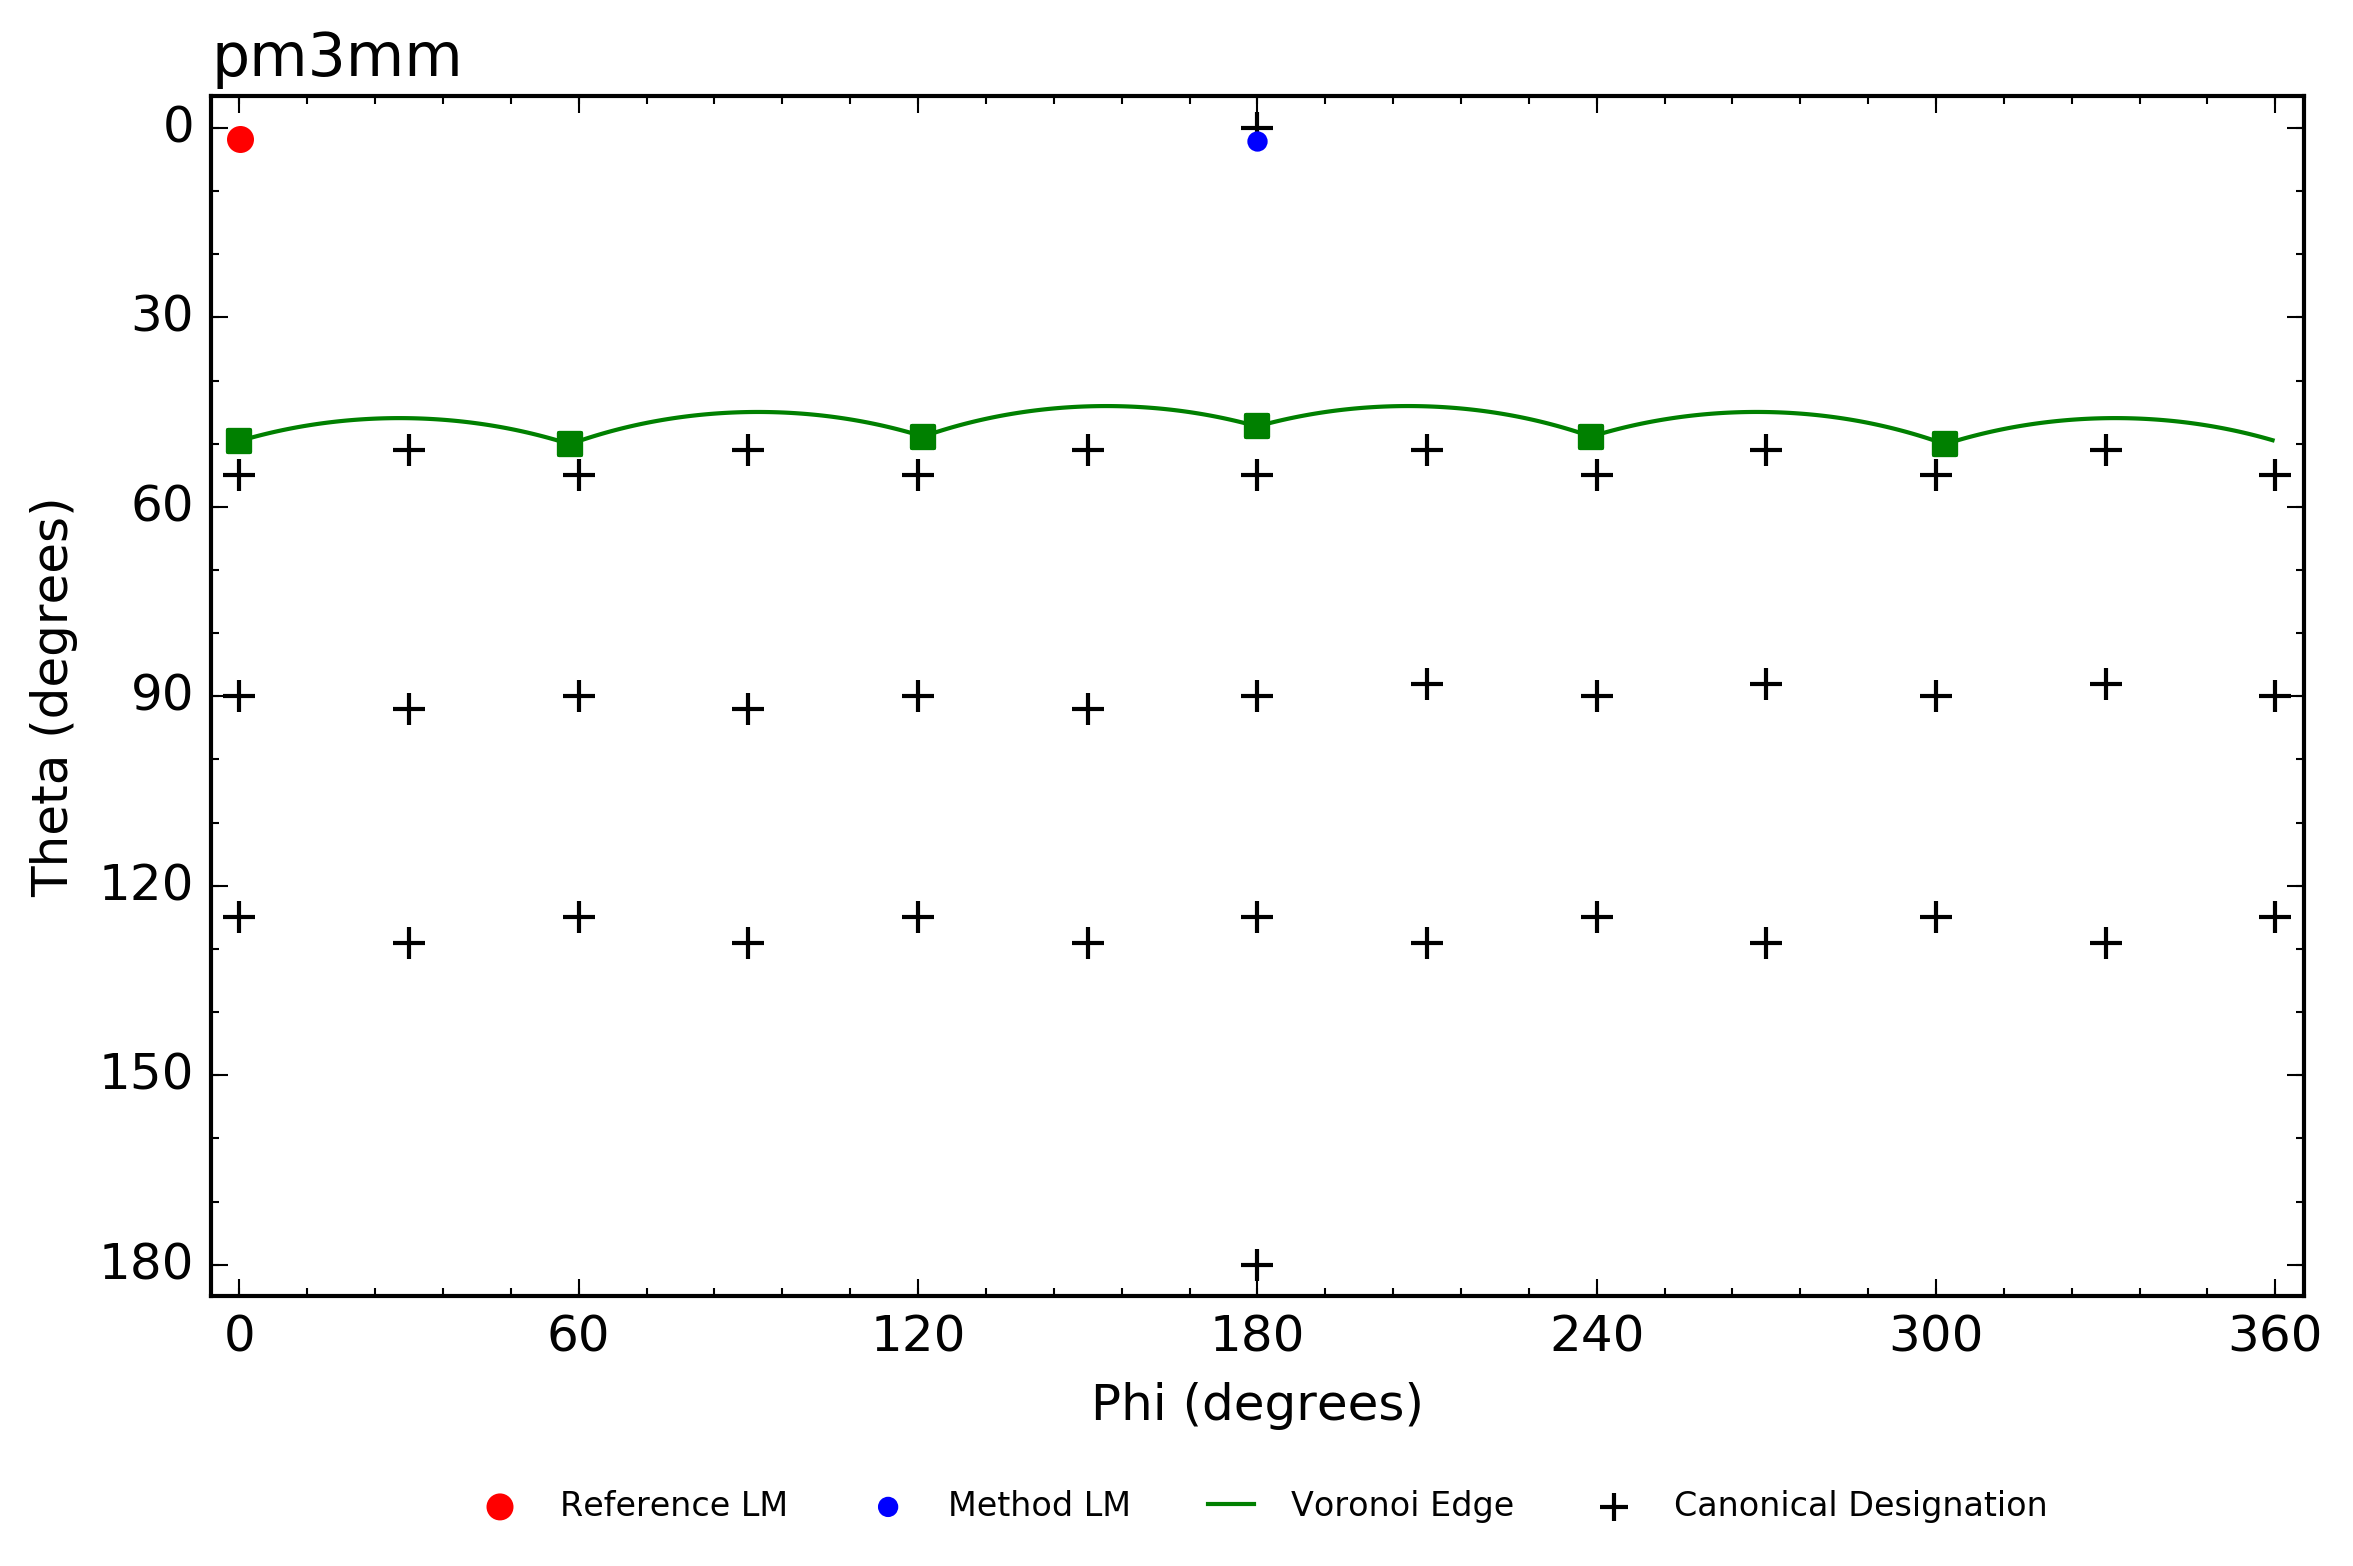 pm3mm
0
30
60
90
120
150
180
Theta (degrees)
0 60 120 180 240 300 360
Phi (degrees)
Reference LM Method LM Voronoi Edge Canonical Designation